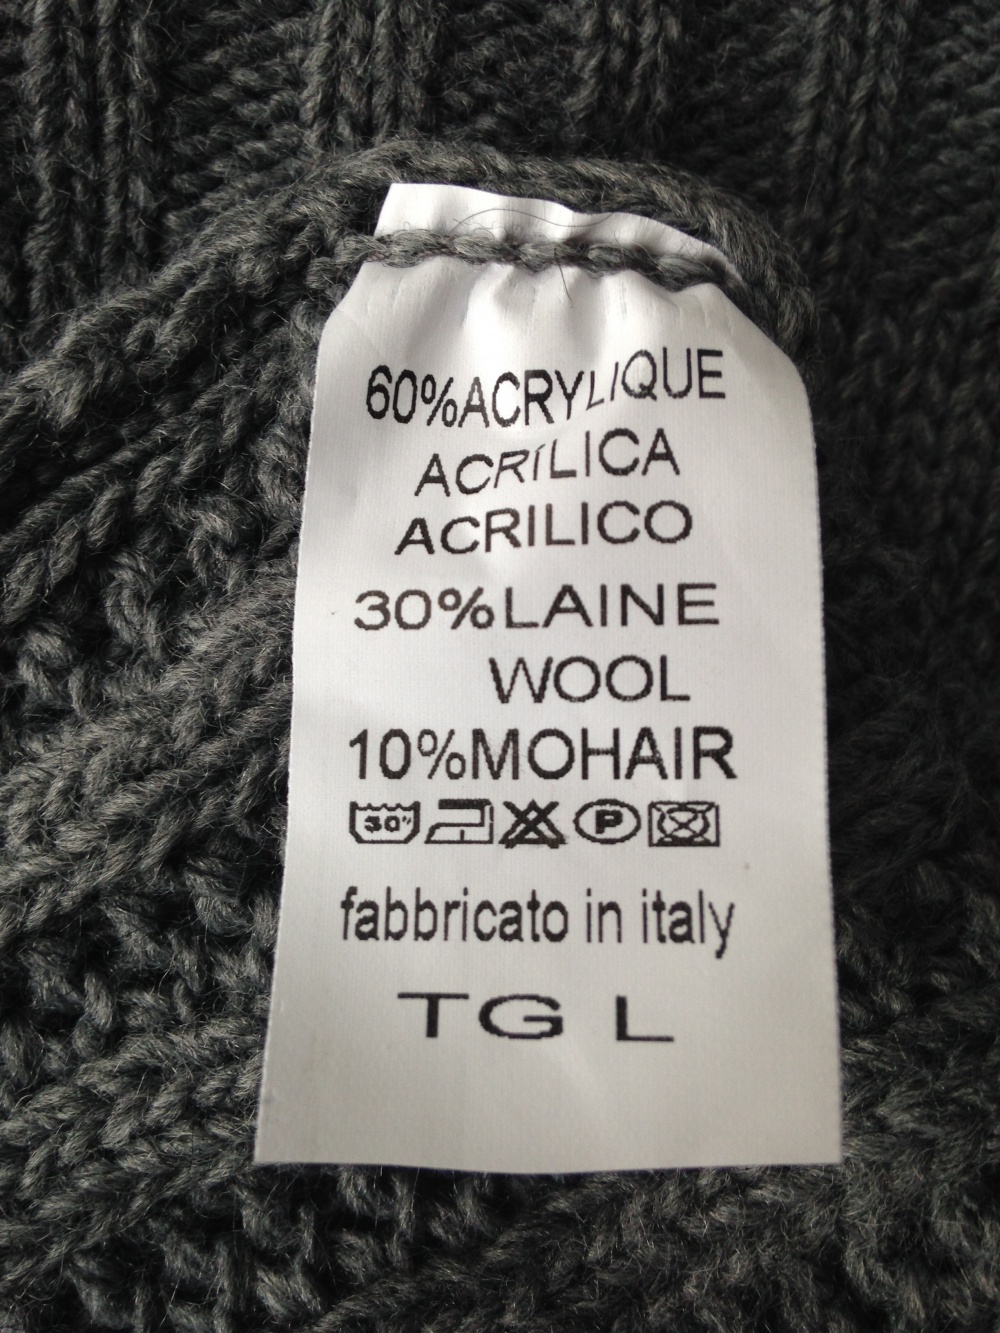 60%ACRYLIQUE
ACRÍLICA
ACRILICO
30%LAINE
WOOL
10%MOHAIR
30° P
fabbricato in italy
TG L